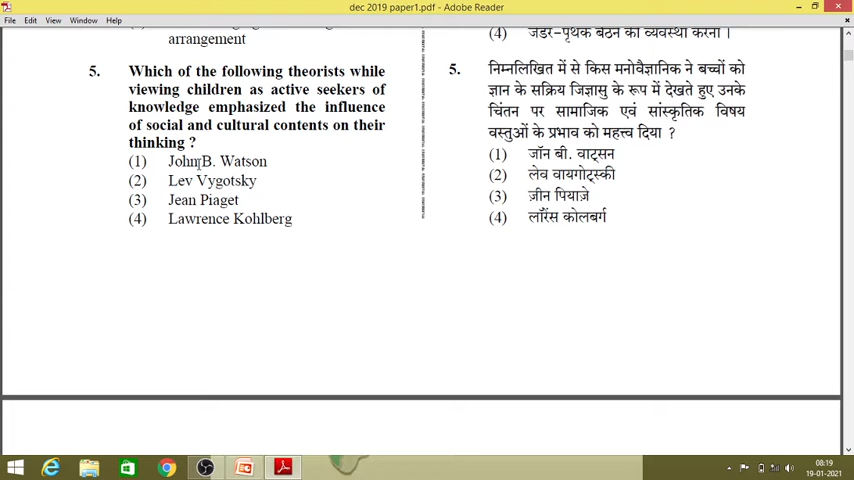 dec 2019 paper1.pdf - Adobe Reader
File Edit View Window Help
arrangement
5. Which of the following theorists while
viewing children as active seekers of
knowledge emphasized the influence
of social and cultural contents on their
thinking ?
(1) John B. Watson
(2) Lev Vygotsky
(3) Jean Piaget
(4) Lawrence Kohlberg
(4) जेंडर-पृथक बैठने की व्यवस्था करना ।
5. निम्नलिखित में से किस मनोवैज्ञानिक ने बच्चों को
ज्ञान के सक्रिय जिज्ञासु के रूप में देखते हुए उनके
चिंतन पर सामाजिक एवं सांस्कृतिक विषय
वस्तुओं के प्रभाव को महत्त्व दिया ?
(1) जॉन बी. वाट्सन
(2) लेव वायगोट्स्की
(3) ज़ीन पियाज़े
(4) लॉरेंस कोलबर्ग
08:19
19-01-2021